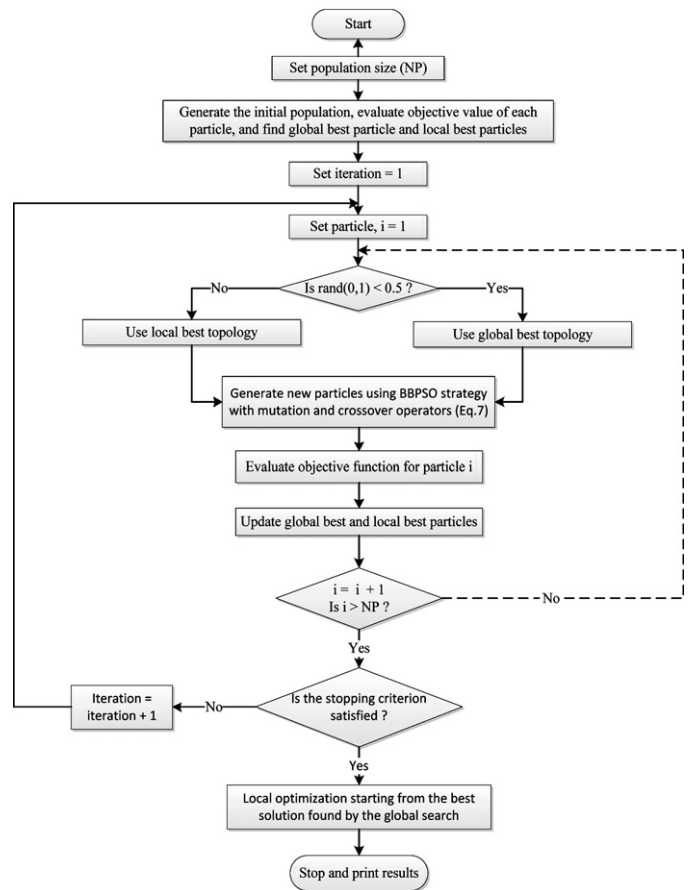 Start
Set population size (NP)
Generate the initial population, evaluate objective value of each
particle, and find global best particle and local best particles
Set iteration = 1
Set particle, i = 1
Is rand(0,1) < 0.5 ?
No
Yes
Use local best topology
Use global best topology
Generate new particles using BBPSO strategy
with mutation and crossover operators (Eq.7)
Evaluate objective function for particle i
Update global best and local best particles
i = i + 1
Is i > NP ?
No
Yes
Is the stopping criterion
satisfied ?
No
Iteration =
iteration + 1
Yes
Local optimization starting from the best
solution found by the global search
Stop and print results